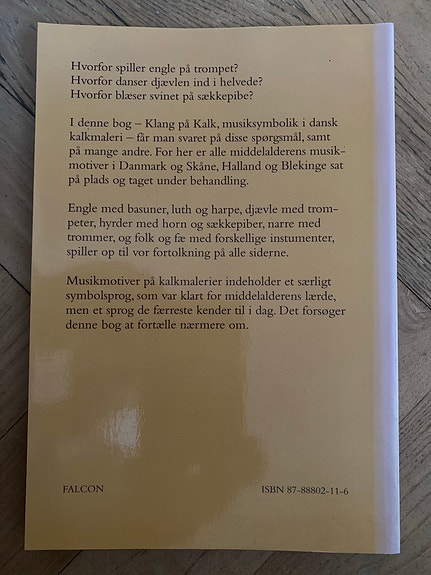 Hvorfor spiller engle på trompet?
Hvorfor danser djævlen ind i helvede?
Hvorfor blæser svinet på sækkepibe?
I denne bog – Klang på Kalk, musiksymbolik i dansk
kalkmaleri – får man svaret på disse spørgsmål, samt
på mange andre. For her er alle middelalderens musik-
motiver i Danmark og Skåne, Halland og Blekinge sat
på plads og taget under behandling.
Engle med basuner, luth og harpe, djævle med trom-
peter, hyrder med horn og sækkepiber, narre med
trommer, og folk og fæ med forskellige instumenter,
spiller op til vor fortolkning på alle siderne.
Musikmotiver på kalkmalerier indeholder et særligt
symbolsprog, som var klart for middelalderens lærde,
men et sprog de færreste kender til i dag. Det forsøger
denne bog at fortælle nærmere om.
FALCON
ISBN 87-88802-11-6